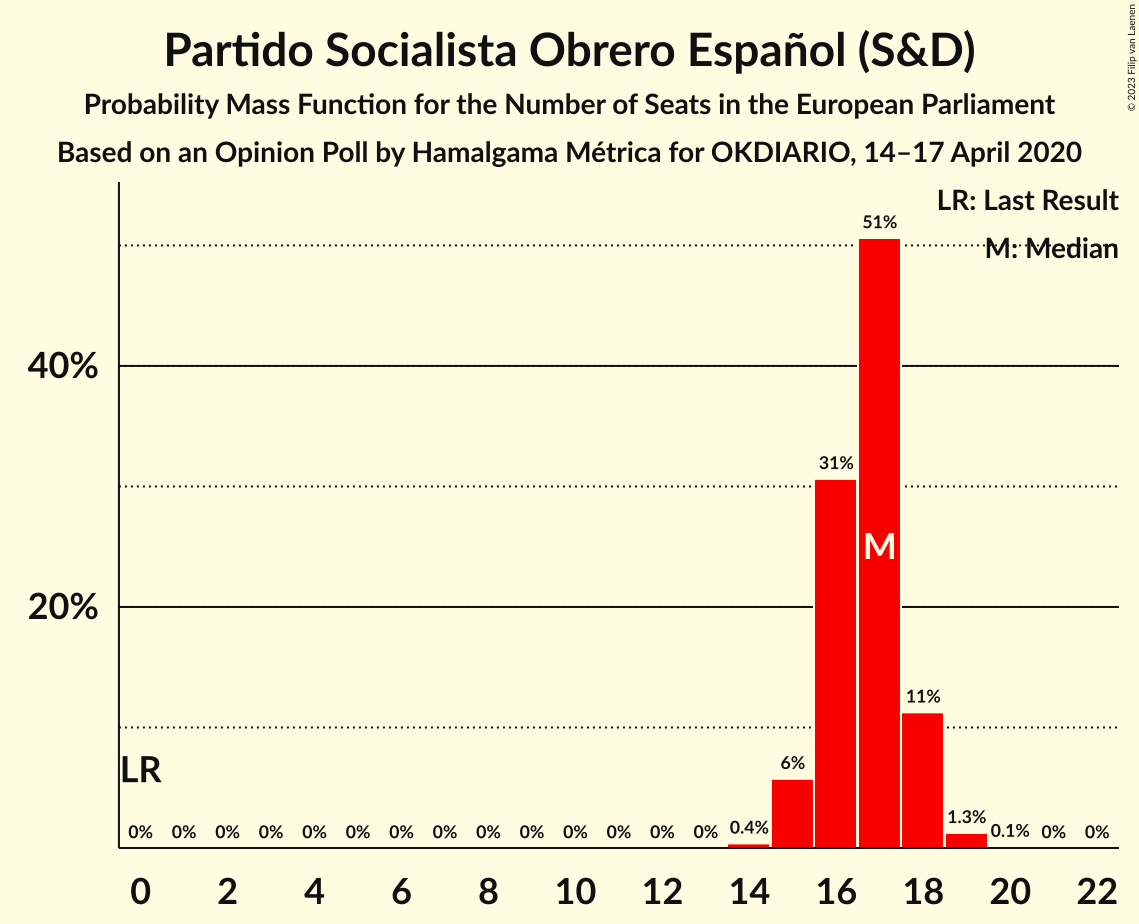 Partido Socialista Obrero Español (S&D)
Probability Mass Function for the Number of Seats in the European Parliament
Based on an Opinion Poll by Hamalgama Métrica for OKDIARIO, 14–17 April 2020
© 2023 Filip van Laenen
LR: Last Result
M: Median
40%
20%
51%
31%
M
11%
6%
LR
0% 0% 0% 0% 0% 0% 0% 0% 0% 0% 0% 0% 0% 0% 0.4% 1.3% 0.1% 0% 0%
0 2 4 6 8 10 12 14 16 18 20 22